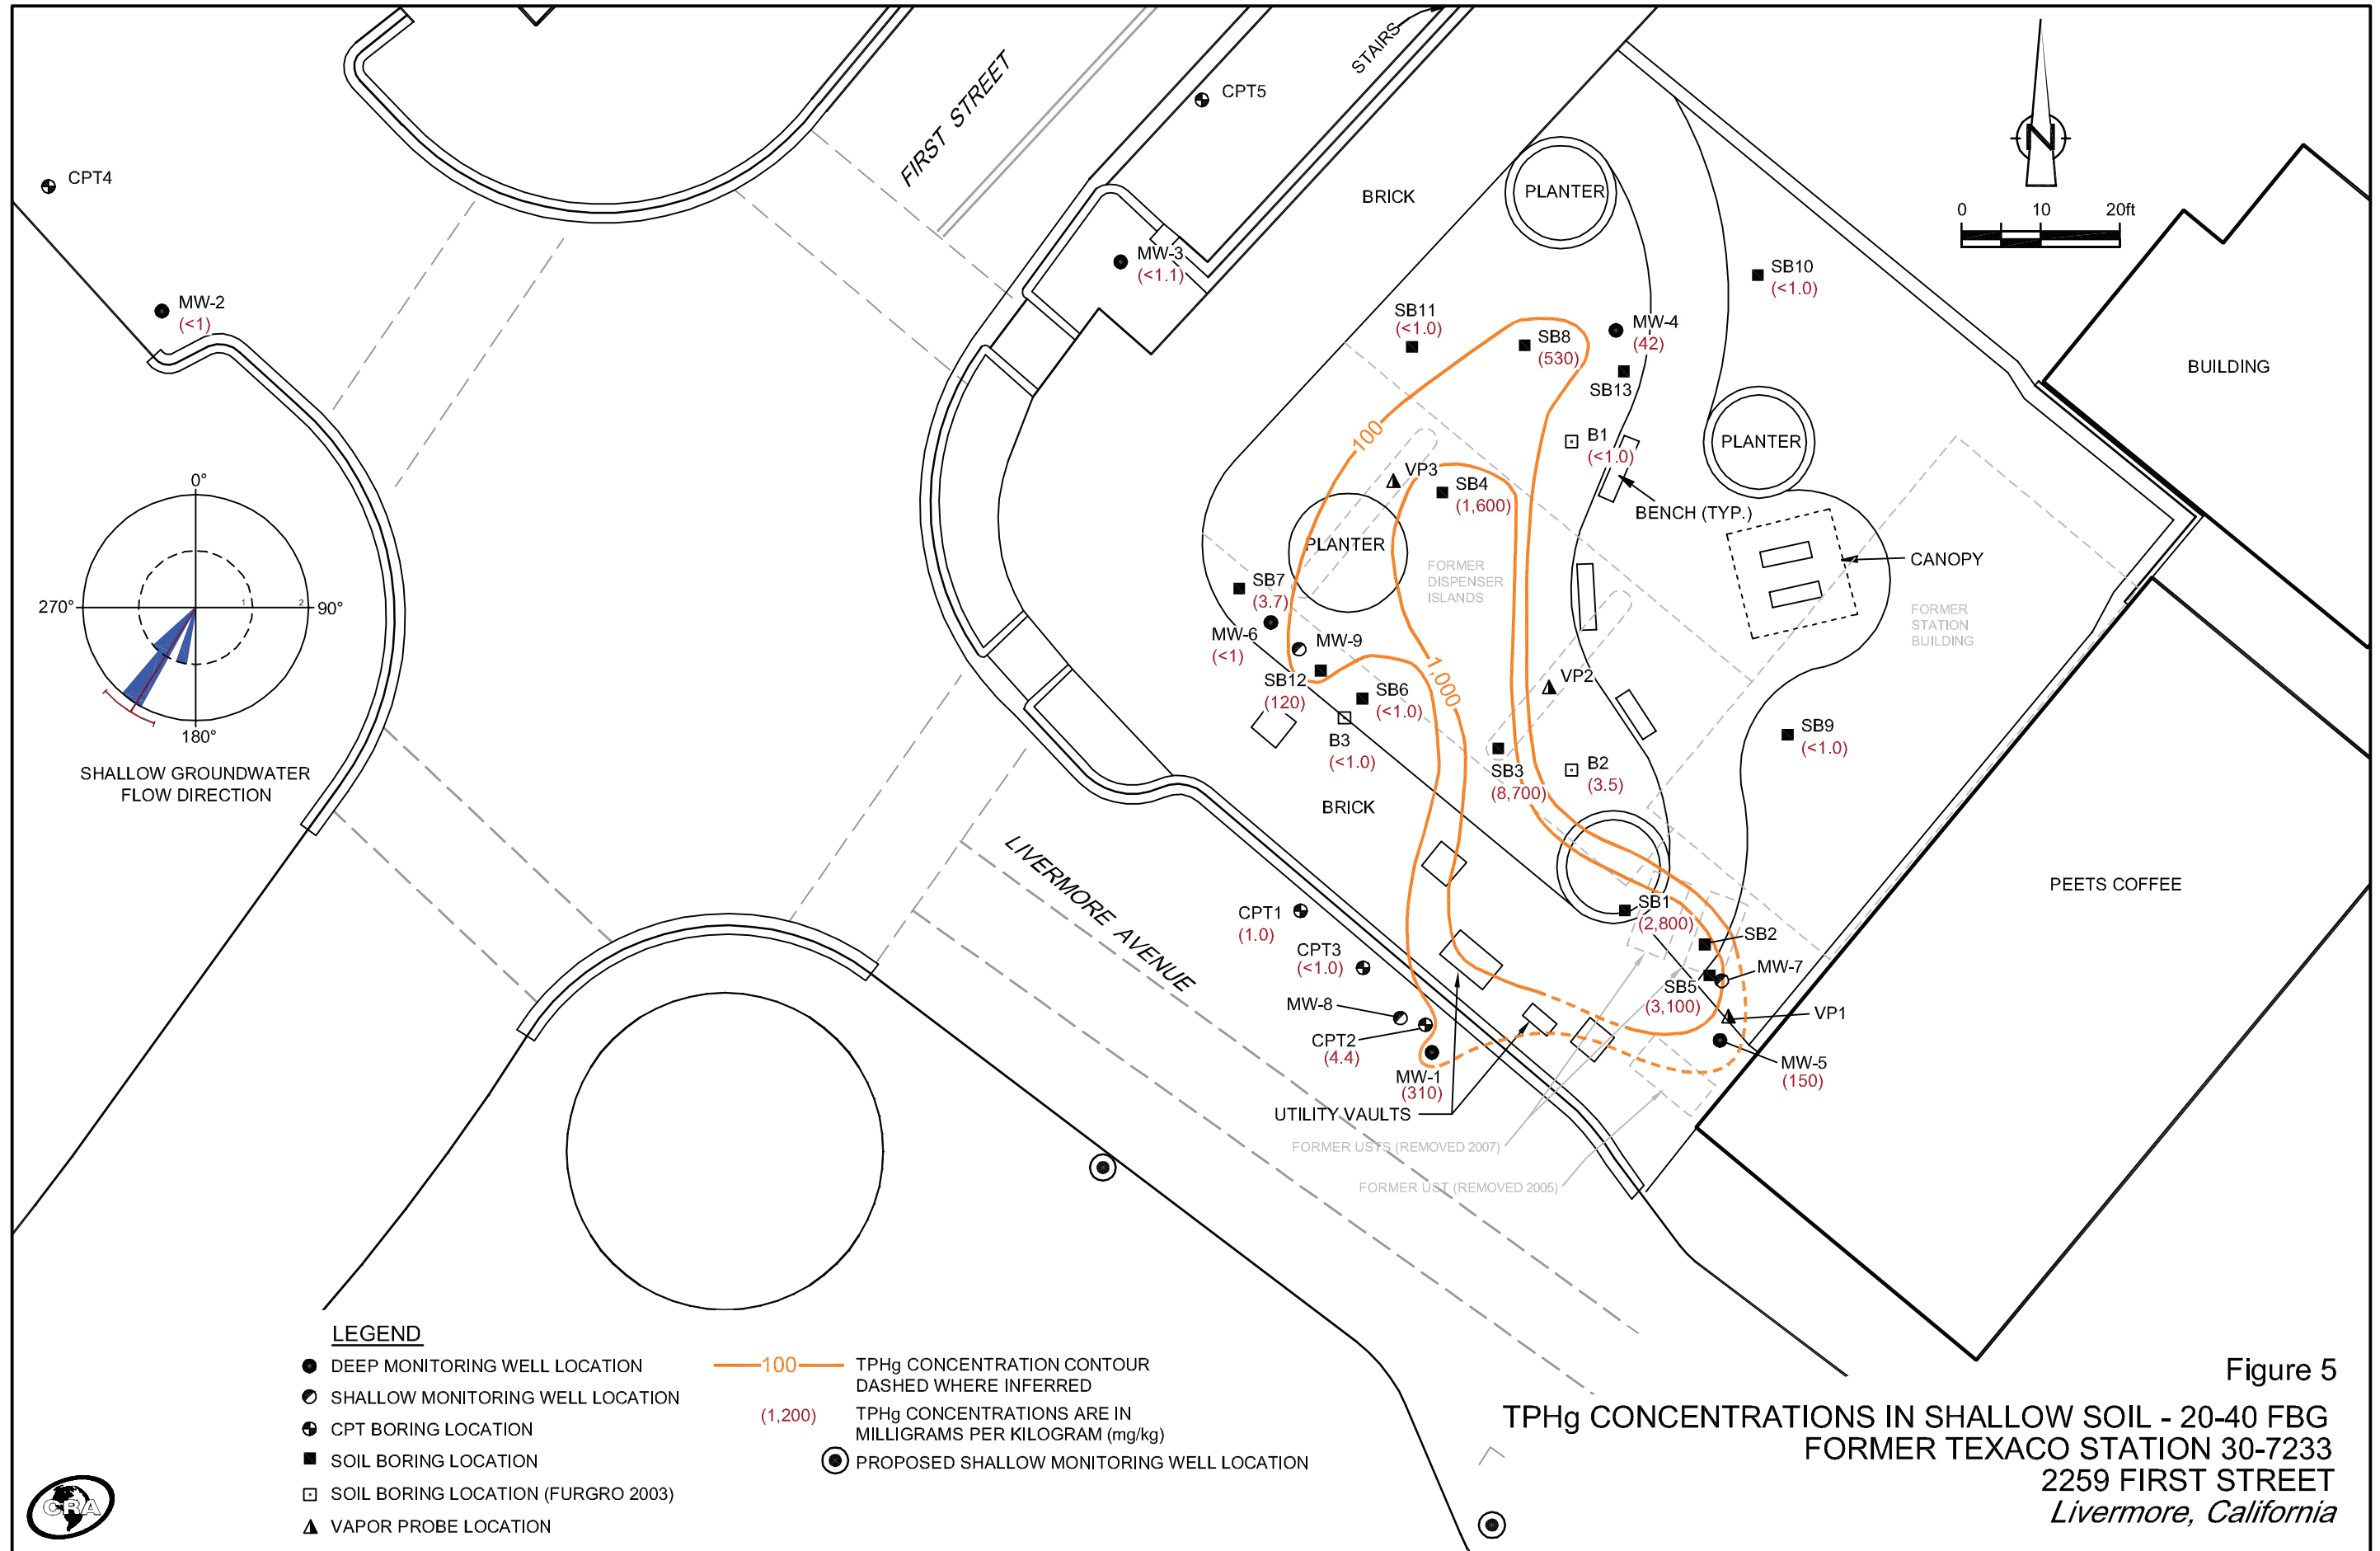 STAIRS
FIRST STREET
CPT5
CPT4
N
BRICK
PLANTER
0 10 20ft
MW-3
(<1.1)
SB10
(<1.0)
MW-2
(<1)
SB11
(<1.0)
SB8
(530)
MW-4
(42)
SB13
BUILDING
100
B1
(<1.0)
PLANTER
VP3
SB4
(1,600)
BENCH (TYP.)
PLANTER
CANOPY
FORMER
DISPENSER
ISLANDS
FORMER
STATION
BUILDING
0°
270°
1
2
90°
180°
SHALLOW GROUNDWATER
FLOW DIRECTION
SB7
(3.7)
MW-6
(<1)
MW-9
SB12
(120)
SB6
(<1.0)
1,000
VP2
B3
(<1.0)
SB9
(<1.0)
SB3
(8,700)
B2
(3.5)
BRICK
LIVERMORE AVENUE
PEETS COFFEE
CPT1
(1.0)
SB1
(2,800)
SB2
CPT3
(<1.0)
MW-7
SB5
(3,100)
MW-8
VP1
CPT2
(4.4)
MW-5
(150)
MW-1
(310)
UTILITY VAULTS
FORMER USTS (REMOVED 2007)
FORMER UST (REMOVED 2005)
LEGEND
DEEP MONITORING WELL LOCATION
SHALLOW MONITORING WELL LOCATION
CPT BORING LOCATION
SOIL BORING LOCATION
SOIL BORING LOCATION (FURGRO 2003)
VAPOR PROBE LOCATION
100
TPHg CONCENTRATION CONTOUR
DASHED WHERE INFERRED
(1,200)
TPHg CONCENTRATIONS ARE IN
MILLIGRAMS PER KILOGRAM (mg/kg)
PROPOSED SHALLOW MONITORING WELL LOCATION
CRA
Figure 5
TPHg CONCENTRATIONS IN SHALLOW SOIL - 20-40 FBG
FORMER TEXACO STATION 30-7233
2259 FIRST STREET
Livermore, California